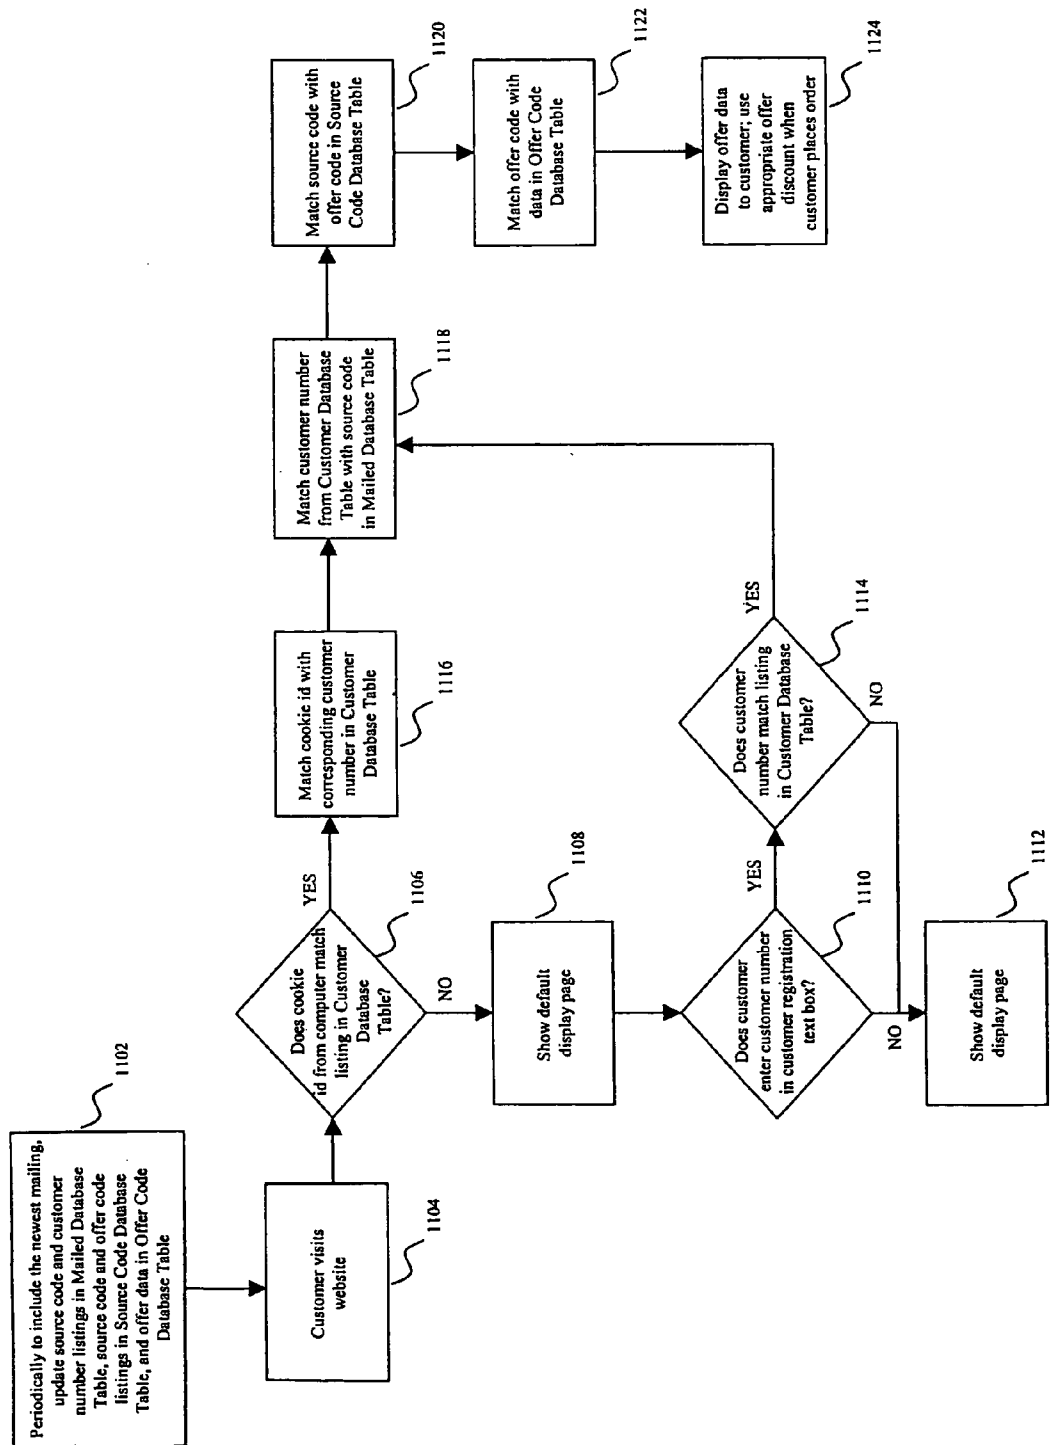 Periodically to include the newest mailing,
update source code and customer
number listings in Mailed Database
Table, source code and offer code
listings in Source Code Database
Table, and offer data in Offer Code
Database Table
1102
Customer visits
website
1104
Does cookie
id from computer match
listing in Customer
Database
Table?
1106
YES
NO
Show default
display page
1108
Does customer
enter customer number
in customer registration
text box?
1110
YES
NO
Show default
display page
1112
Does customer
number match listing
in Customer Database
Table?
1114
YES
NO
Match cookie id with
corresponding customer
number in Customer
Database Table
1116
Match customer number
from Customer Database
Table with source code
in Mailed Database Table
1118
Match source code with
offer code in Source
Code Database Table
1120
Match offer code with
data in Offer Code
Database Table
1122
Display offer data
to customer; use
appropriate offer
discount when
customer places order
1124